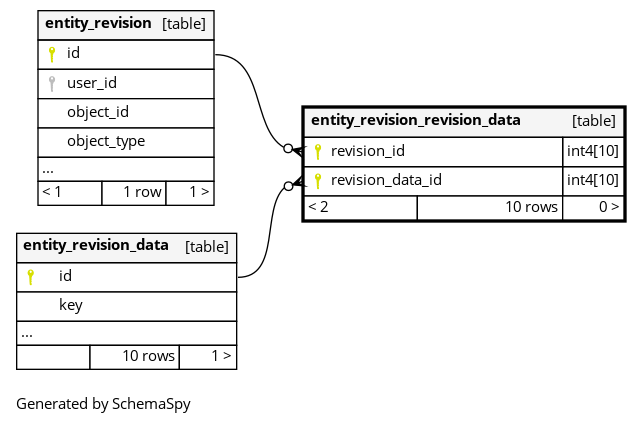 entity_revision [table]
id
user_id
object_id
object_type
...
< 1 1 row 1 >
entity_revision_revision_data [table]
revision_id int4[10]
revision_data_id int4[10]
< 2 10 rows 0 >
entity_revision_data [table]
id
key
...
10 rows 1 >
Generated by SchemaSpy